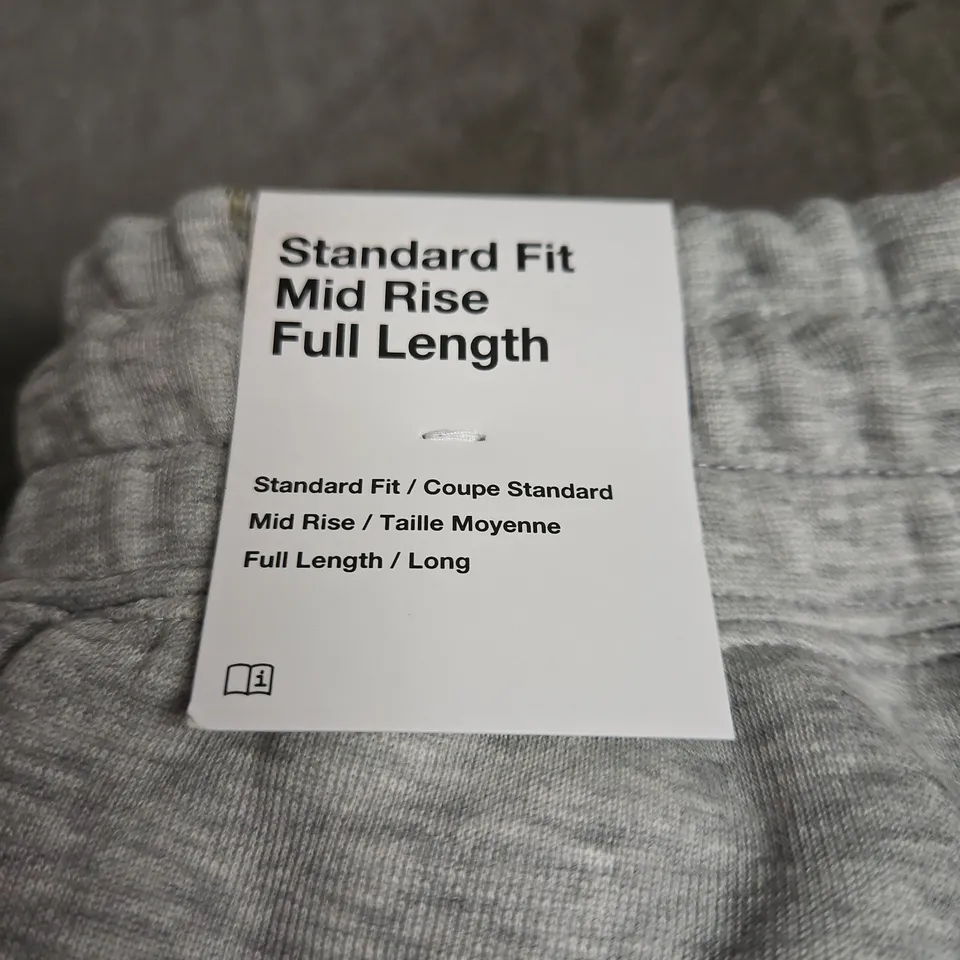 Standard Fit
Mid Rise
Full Length
Standard Fit / Coupe Standard
Mid Rise / Taille Moyenne
Full Length / Long
i